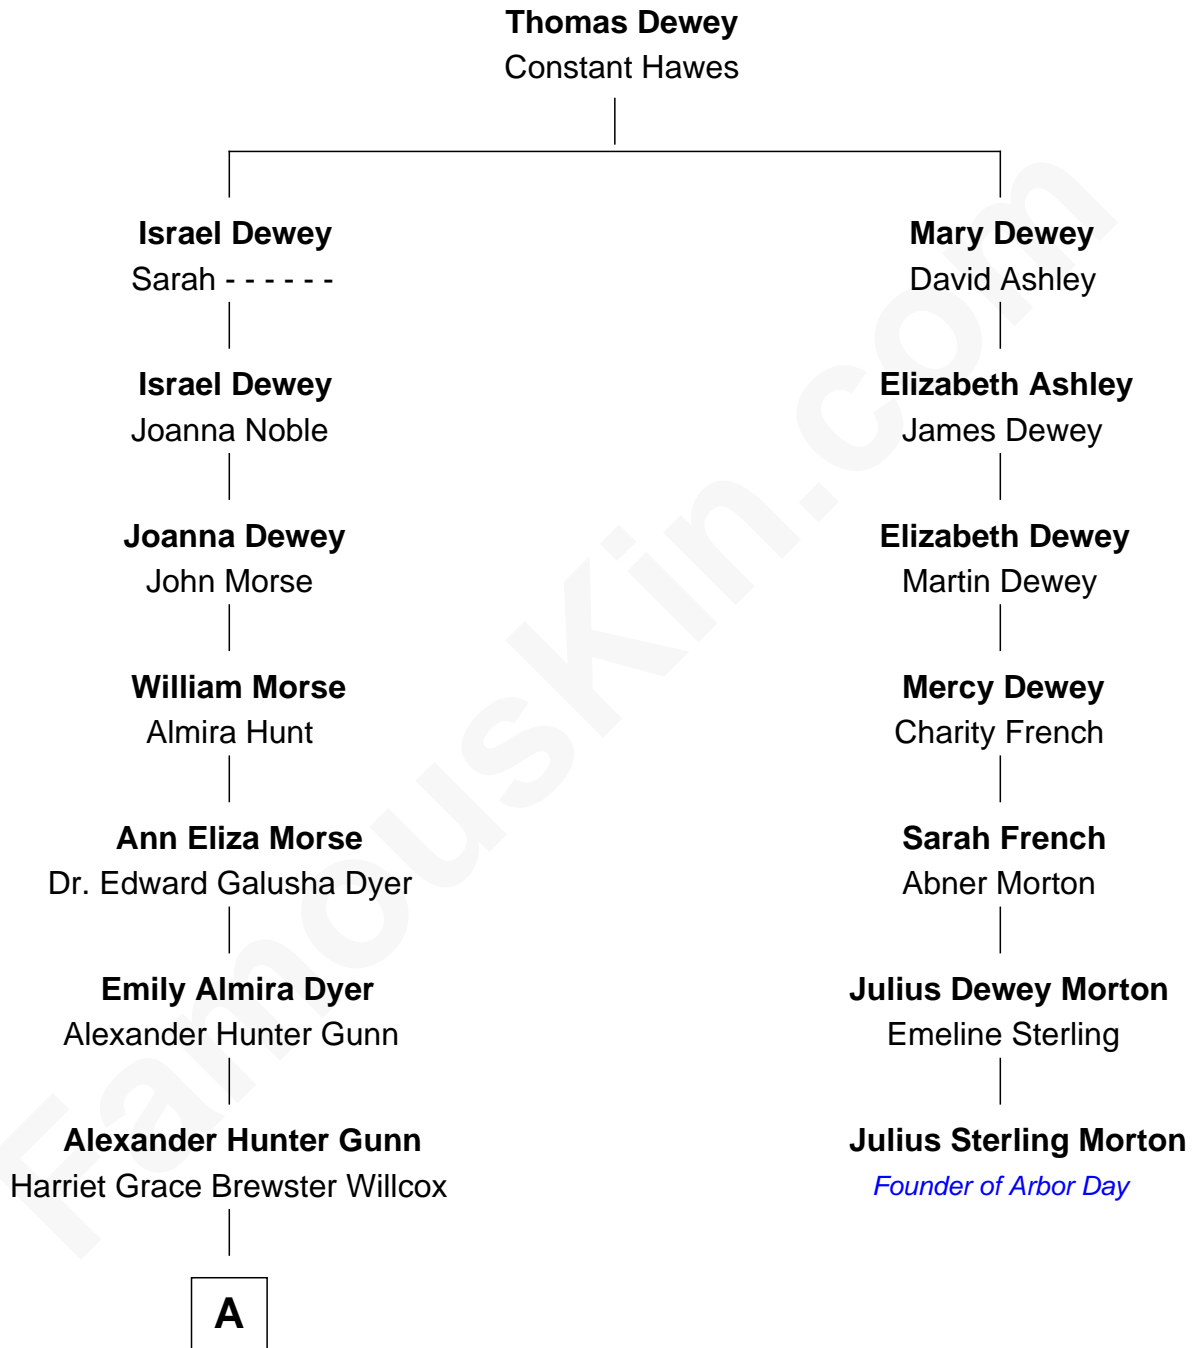 Thomas Dewey
Constant Hawes
Israel Dewey
Sarah - - - - - -
Mary Dewey
David Ashley
Israel Dewey
Joanna Noble
Elizabeth Ashley
James Dewey
Joanna Dewey
John Morse
Elizabeth Dewey
Martin Dewey
William Morse
Almira Hunt
Mercy Dewey
Charity French
Ann Eliza Morse
Dr. Edward Galusha Dyer
Sarah French
Abner Morton
Emily Almira Dyer
Alexander Hunter Gunn
Julius Dewey Morton
Emeline Sterling
Alexander Hunter Gunn
Harriet Grace Brewster Willcox
Julius Sterling Morton
Founder of Arbor Day
A
FamousKin.com